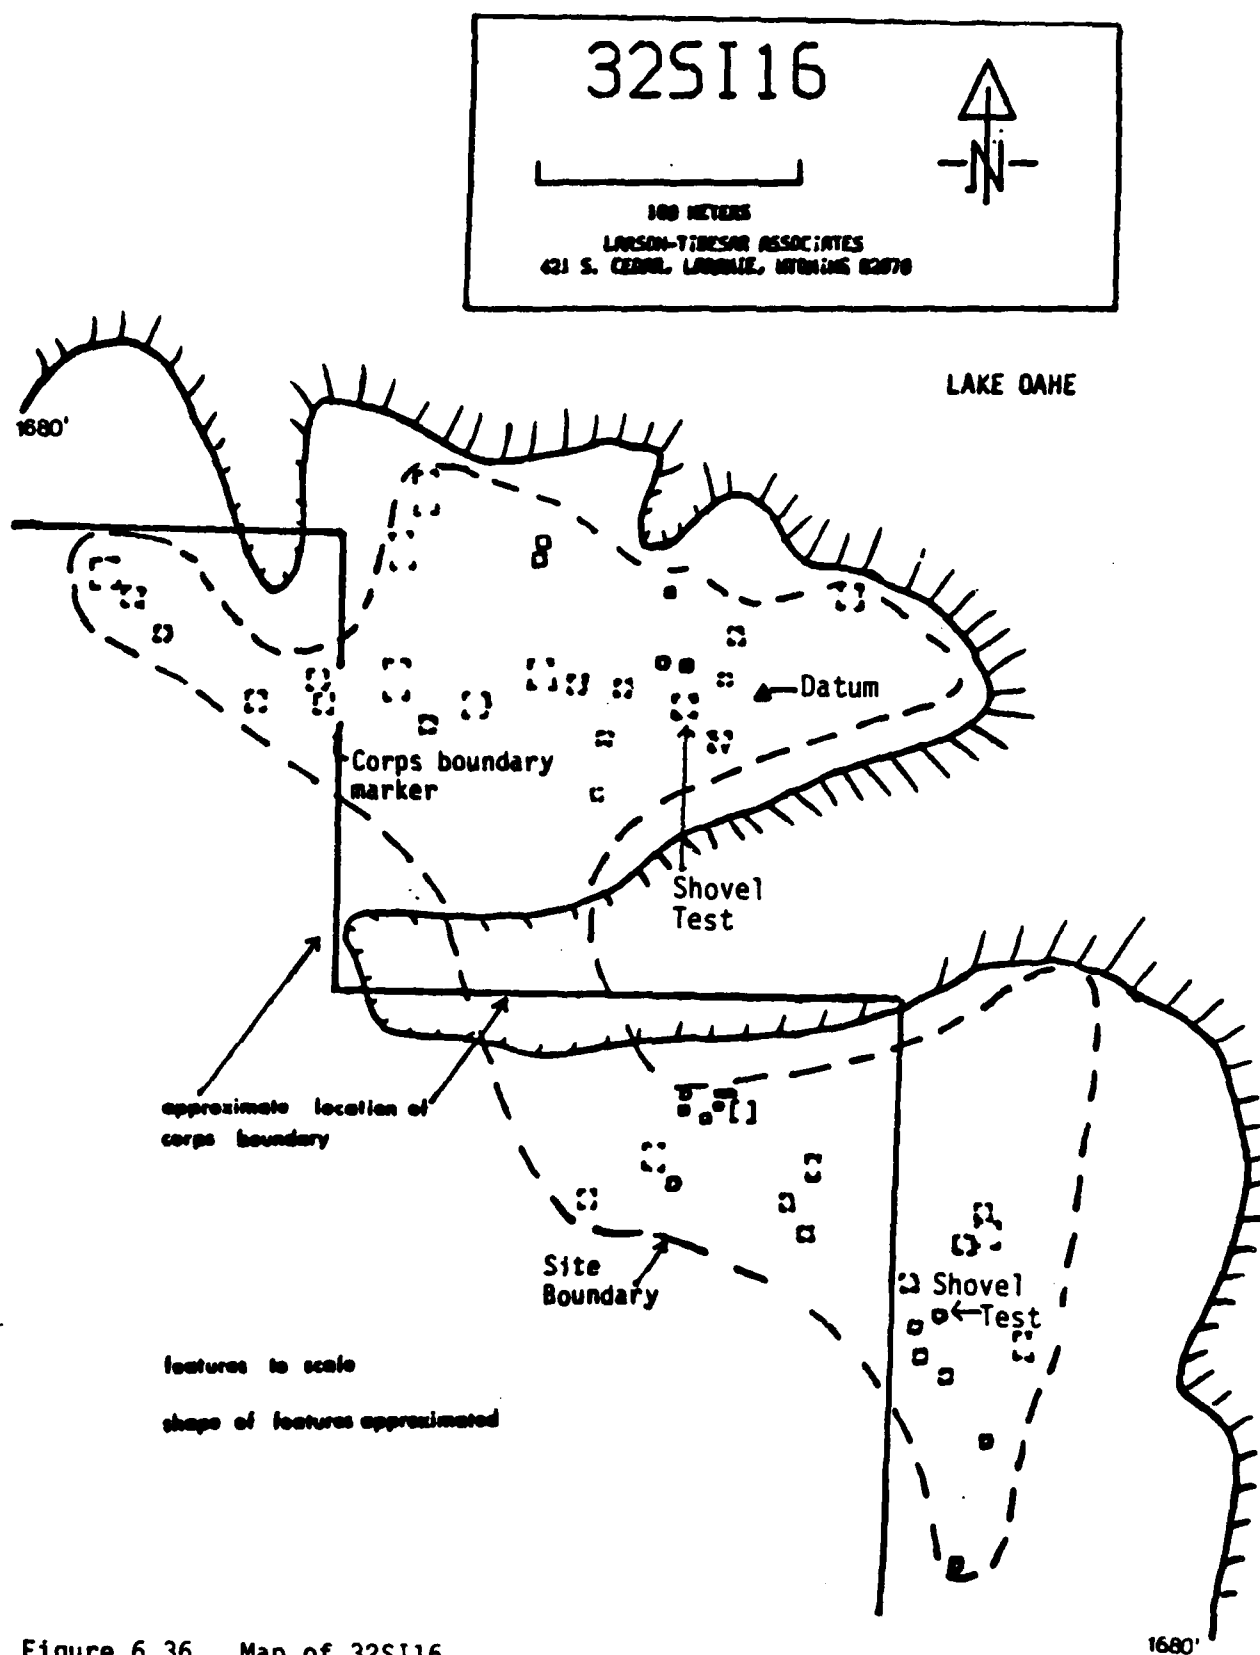 32SI16
N
100 METERS
LARSON-TIBESAR ASSOCIATES
421 S. CEDAR, LARAMIE, WYOMING 82070
LAKE OAHE
1680'
Datum
Corps boundary
marker
Shovel
Test
approximate location of
corps boundary
Site
Boundary
Shovel
Test
features to scale
shape of features approximated
1680'
Figure 6.36 Map of 32SI16